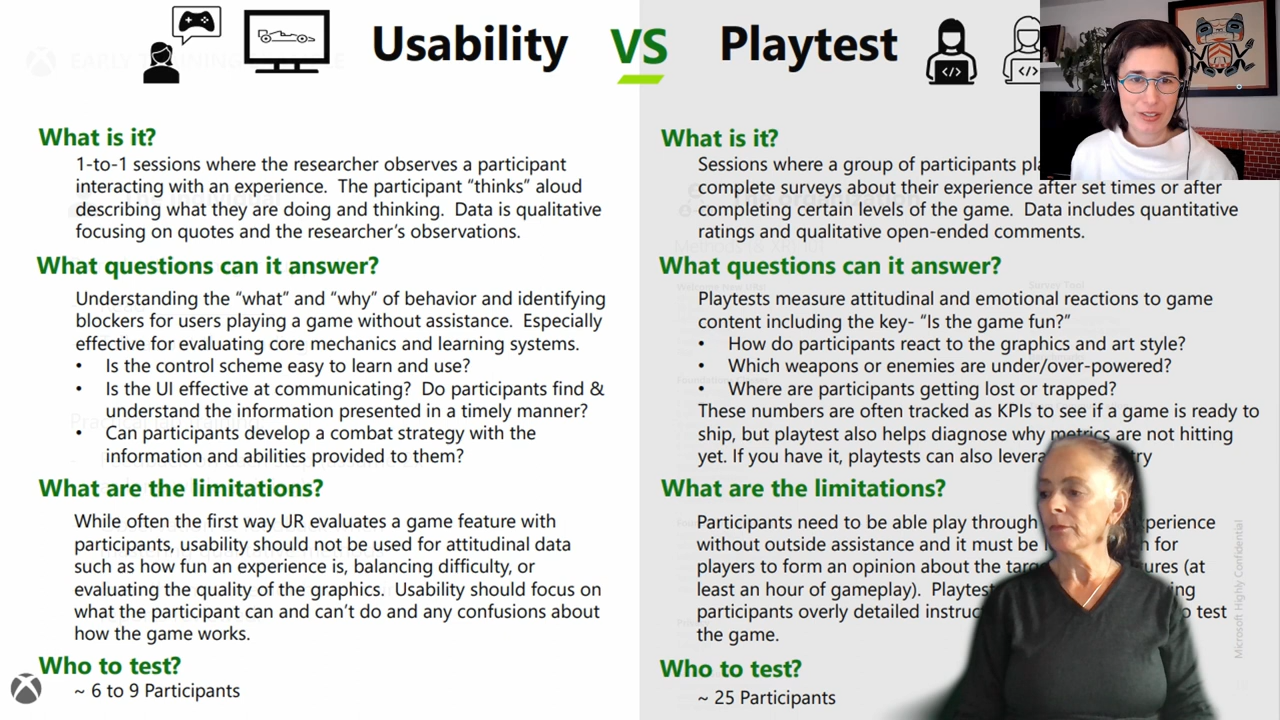 Usability VS Playtest
What is it?
1-to-1 sessions where the researcher observes a participant
interacting with an experience. The participant “thinks” aloud
describing what they are doing and thinking. Data is qualitative
focusing on quotes and the researcher’s observations.
What questions can it answer?
Understanding the “what” and “why” of behavior and identifying
blockers for users playing a game without assistance. Especially
effective for evaluating core mechanics and learning systems.
• Is the control scheme easy to learn and use?
• Is the UI effective at communicating? Do participants find &
understand the information presented in a timely manner?
• Can participants develop a combat strategy with the
information and abilities provided to them?
What are the limitations?
While often the first way UR evaluates a game feature with
participants, usability should not be used for attitudinal data
such as how fun an experience is, balancing difficulty, or
evaluating the quality of the graphics. Usability should focus on
what the participant can and can’t do and any confusions about
how the game works.
Who to test?
~ 6 to 9 Participants
What is it?
Sessions where a group of participants
complete surveys about their experience after set times or after
completing certain levels of the game. Data includes quantitative
ratings and qualitative open-ended comments.
What questions can it answer?
Playtests measure attitudinal and emotional reactions to game
content including the key- “Is the game fun?”
• How do participants react to the graphics and art style?
• Which weapons or enemies are under/over-powered?
• Where are participants getting lost or trapped?
These numbers are often tracked as KPIs to see if a game is ready to
ship, but playtest also helps diagnose why metrics are not hitting
yet. If you have it, playtests can also
What are the limitations?
Participants need to be able play through
without outside assistance and it must be for
players to form an opinion about the (at
least an hour of gameplay).
participants overly detailed test
the game.
Who to test?
~ 25 Participants
Microsoft Highly Confidential